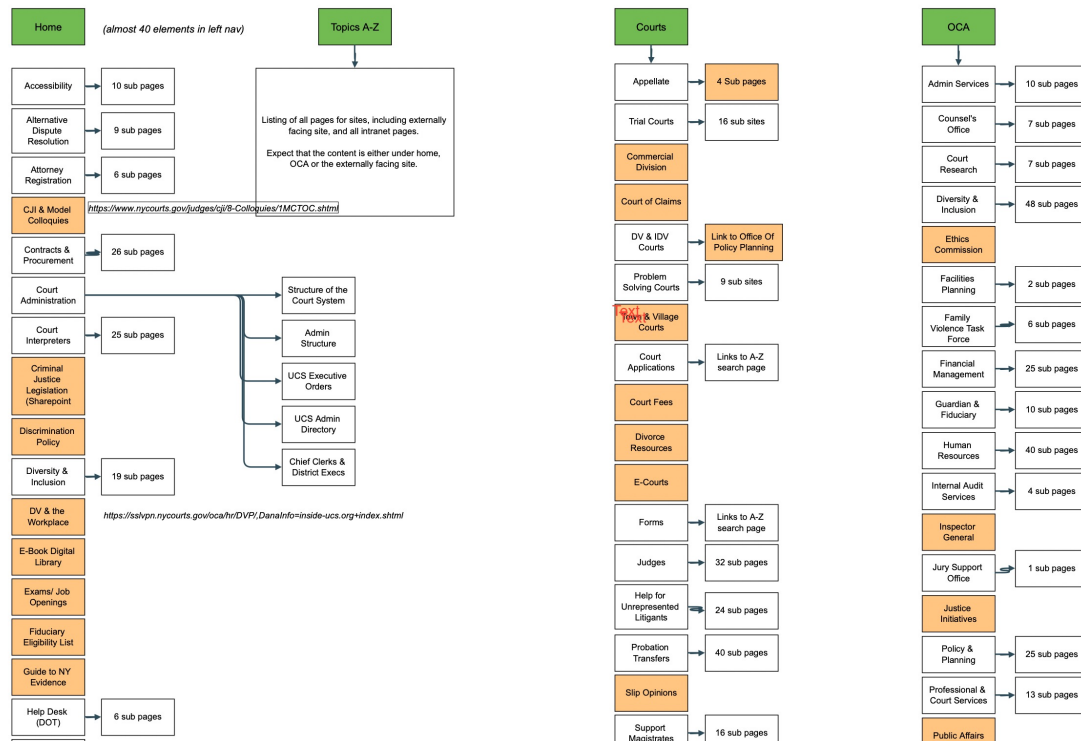 Home
(almost 40 elements in left nav)
Topics A-Z
Accessibility
10 sub pages
Alternative
Dispute
Resolution
9 sub pages
Attorney
Registration
6 sub pages
CJI & Model
Colloquies
https://www.nycourts.gov/judges/cji/8-Colloquies/1MCTOC.shtml
Contracts &
Procurement
26 sub pages
Court
Administration
Court
Interpreters
25 sub pages
Criminal
Justice
Legislation
(Sharepoint
Discrimination
Policy
Diversity &
Inclusion
19 sub pages
DV & the
Workplace
https://sslvpn.nycourts.gov/oca/hr/DVP/,DanaInfo=inside-ucs.org+index.shtml
E-Book Digital
Library
Exams/ Job
Openings
Fiduciary
Eligibility List
Guide to NY
Evidence
Help Desk
(DOT)
6 sub pages
Listing of all pages for sites, including externally
facing site, and all intranet pages.
Expect that the content is either under home,
OCA or the externally facing site.
Structure of the
Court System
Admin
Structure
UCS Executive
Orders
UCS Admin
Directory
Chief Clerks &
District Execs
Courts
Appellate
4 Sub pages
Trial Courts
16 sub sites
Commercial
Division
Court of Claims
DV & IDV
Courts
Link to Office Of
Policy Planning
Problem
Solving Courts
9 sub sites
Text
Text
Town & Village
Courts
Court
Applications
Links to A-Z
search page
Court Fees
Divorce
Resources
E-Courts
Forms
Links to A-Z
search page
Judges
32 sub pages
Help for
Unrepresented
Litigants
24 sub pages
Probation
Transfers
40 sub pages
Slip Opinions
Support
Magistrates
16 sub pages
OCA
Admin Services
10 sub pages
Counsel's
Office
7 sub pages
Court
Research
7 sub pages
Diversity &
Inclusion
48 sub pages
Ethics
Commission
Facilities
Planning
2 sub pages
Family
Violence Task
Force
6 sub pages
Financial
Management
25 sub pages
Guardian &
Fiduciary
10 sub pages
Human
Resources
40 sub pages
Internal Audit
Services
4 sub pages
Inspector
General
Jury Support
Office
1 sub pages
Justice
Initiatives
Policy &
Planning
25 sub pages
Professional &
Court Services
13 sub pages
Public Affairs